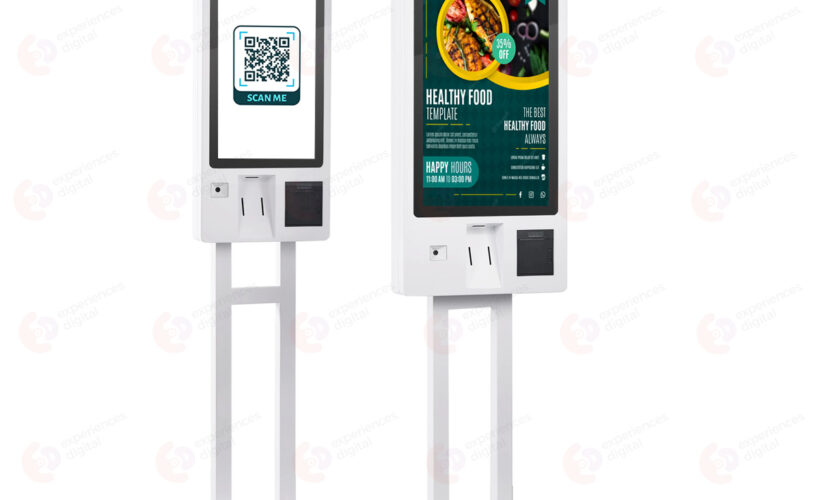 SCAN ME
35%
OFF
HEALTHY FOOD
TEMPLATE
THE BEST
HEALTHY FOOD
ALWAYS
HAPPY HOURS
11:00 AM TO 03:00 PM
experiences
digital